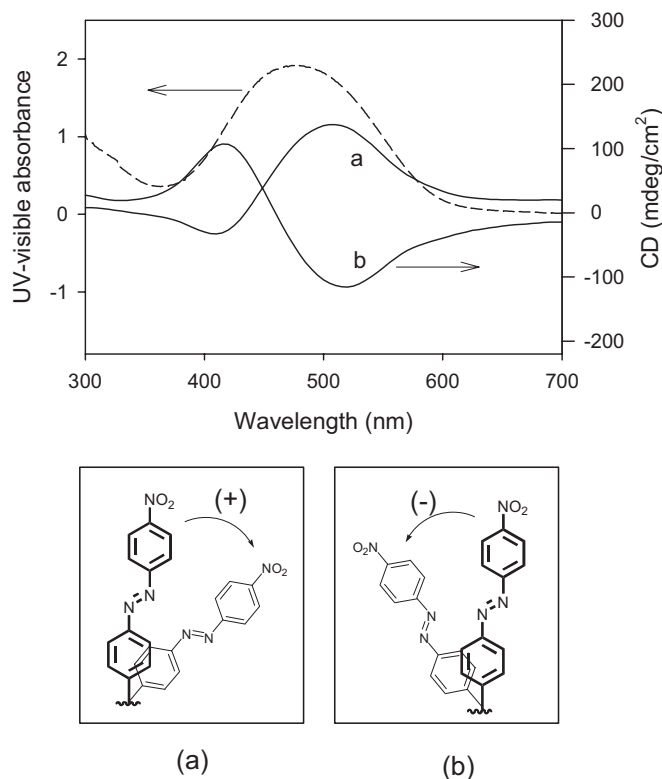 UV-visible absorbance
2
1
0
-1
300
200
100
0
-100
-200
CD (mdeg/cm²)
a
b
300 400 500 600 700
Wavelength (nm)
NO₂
(+)
NO₂
N
N
N=N
(-)
NO₂
O₂N
N
N
N
N
(a)
(b)